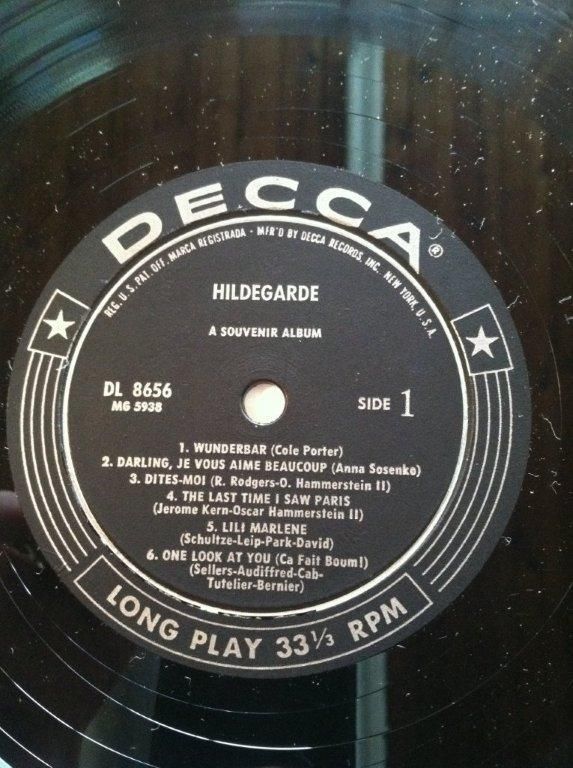 DECCA®
REG. U.S. PAT. OFF. MARCA REGISTRADA • MFR'D BY DECCA RECORDS, INC., NEW YORK, U.S.A.
HILDEGARDE
A SOUVENIR ALBUM
DL 8656
MG 5938
SIDE 1
1. WUNDERBAR (Cole Porter)
2. DARLING, JE VOUS AIME BEAUCOUP (Anna Sosenko)
3. DITES-MOI (R. Rodgers-O. Hammerstein II)
4. THE LAST TIME I SAW PARIS
(Jerome Kern-Oscar Hammerstein II)
5. LILI MARLENE
(Schultze-Leip-Park-David)
6. ONE LOOK AT YOU (Ca Fait Boum!)
(Sellers-Audiffred-Cab-
Tutelier-Bernier)
LONG PLAY 33⅓ RPM